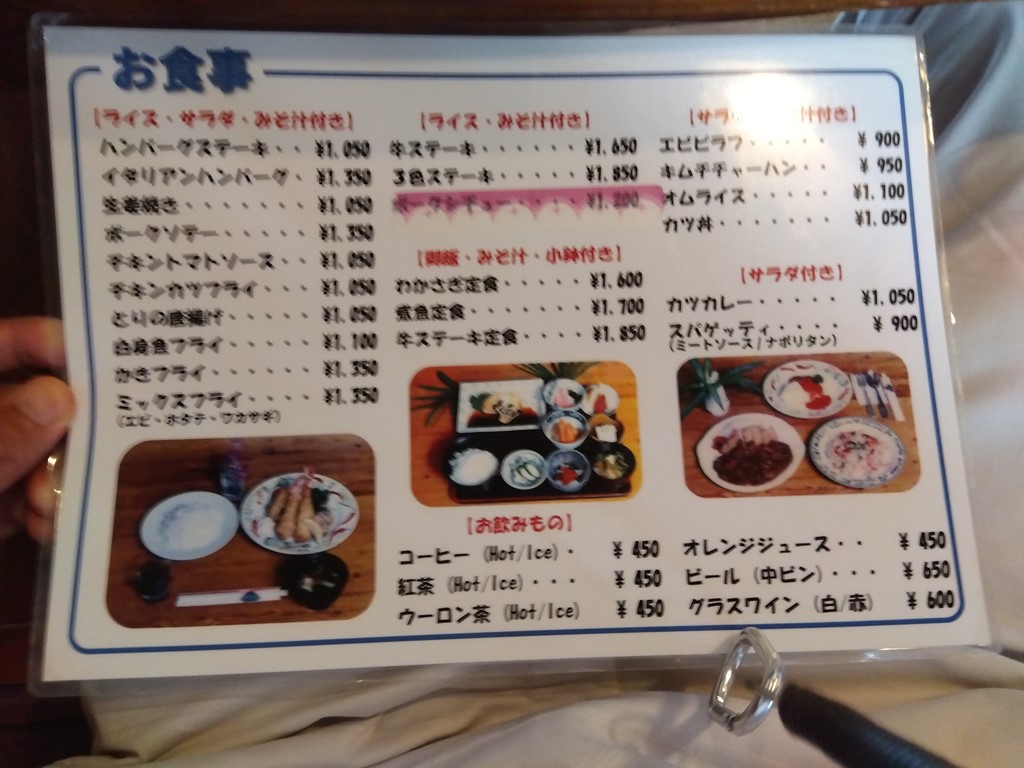 お食事
【ライス・サラダ・みそ汁付き】
ハンバーグステーキ・・ ¥1.050
イタリアンハンバーグ・ ¥1.350
生姜焼き・・・・・・ ¥1.050
ポークソテー・・・・ ¥1.350
チキントマトソース・・ ¥1.050
チキンカツフライ・・・ ¥1.050
とりの唐揚げ・・・・ ¥1.050
白身魚フライ・・・・ ¥1.100
かきフライ・・・・・ ¥1.350
ミックスフライ・・・・ ¥1.350
(エビ・ホタテ・ワカサギ)
【ライス・みそ汁付き】
牛ステーキ・・・・・・ ¥1.650
3色ステーキ・・・・・ ¥1.850
ポークシチュー・・・・ ¥1.200
【御飯・みそ汁・小鉢付き】
わかさぎ定食・・・・・ ¥1.600
煮魚定食・・・・・・ ¥1.700
牛ステーキ定食・・・・ ¥1.850
【お飲みもの】
コーヒー (Hot/Ice)・ ¥ 450
紅茶 (Hot/Ice)・・・ ¥ 450
ウーロン茶 (Hot/Ice) ¥ 450
【サラ 汁付き】
エビピラフ・・・・・ ¥ 900
キムチチャーハン・・ ¥ 950
オムライス・・・・・ ¥1.100
カツ丼・・・・・・・ ¥1.050
【サラダ付き】
カツカレー・・・・・ ¥1.050
スパゲッティ・・・・ ¥ 900
(ミートソース/ナポリタン)
オレンジジュース・・ ¥ 450
ビール (中ビン)・・・ ¥ 650
グラスワイン (白/赤) ¥ 600